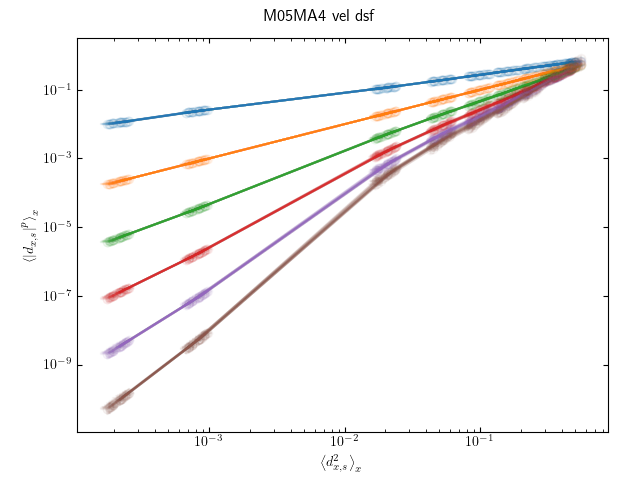 M05MA4 vel dsf
⟨|d_{x,s}|^p⟩_x
10^{-1}
10^{-3}
10^{-5}
10^{-7}
10^{-9}
10^{-3}
10^{-2}
10^{-1}
⟨d^2_{x,s}⟩_x